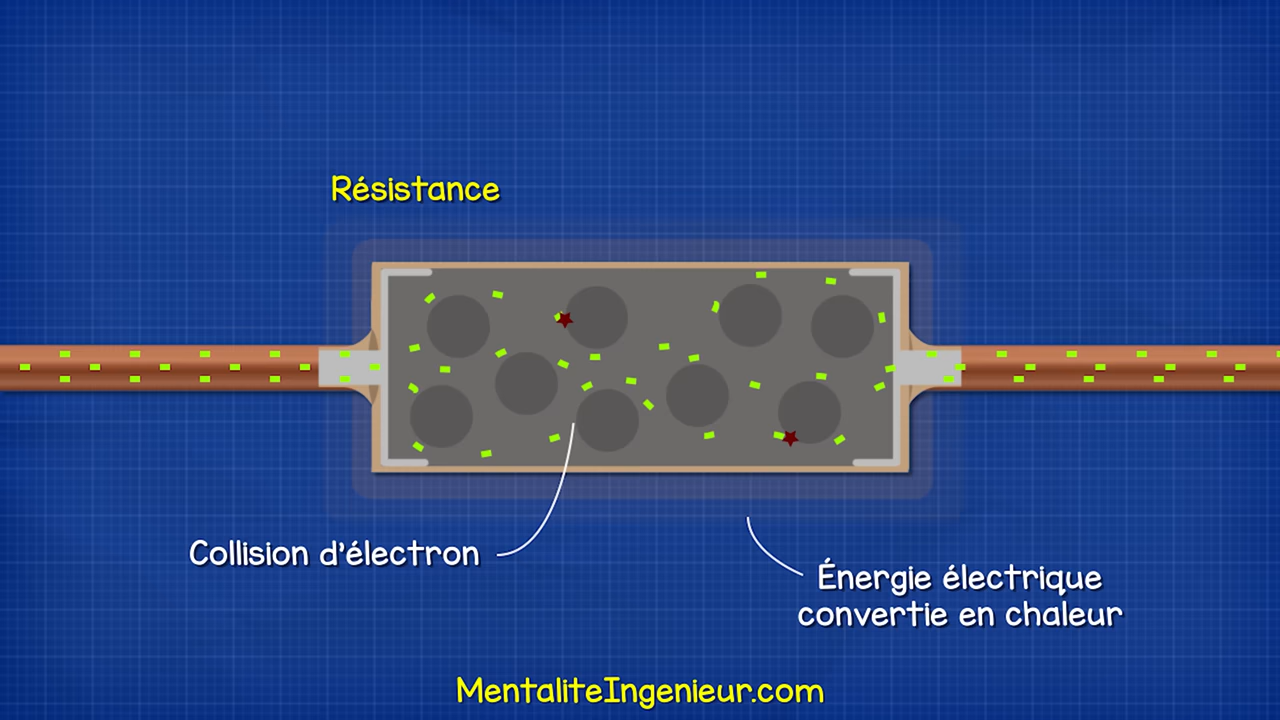 Résistance
Collision d'électron
Énergie électrique
convertie en chaleur
MentaliteIngenieur.com